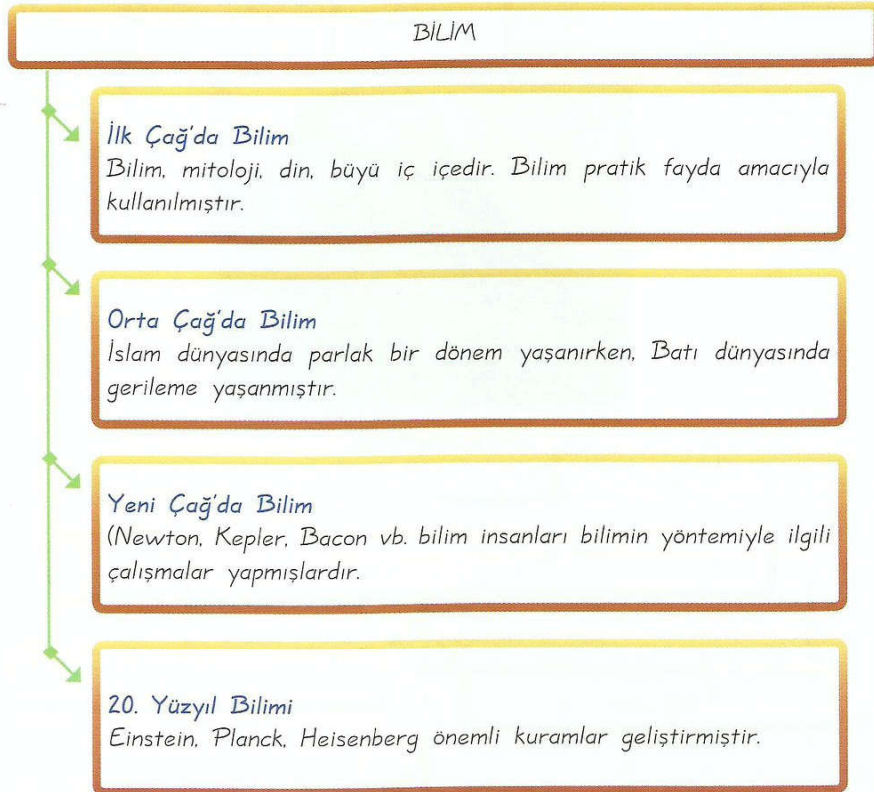 BİLİM
İlk Çağ'da Bilim
Bilim, mitoloji, din, büyü iç içedir. Bilim pratik fayda amacıyla
kullanılmıştır.
Orta Çağ'da Bilim
İslam dünyasında parlak bir dönem yaşanırken, Batı dünyasında
gerileme yaşanmıştır.
Yeni Çağ'da Bilim
(Newton, Kepler, Bacon vb. bilim insanları bilimin yöntemiyle ilgili
çalışmalar yapmışlardır.
20. Yüzyıl Bilimi
Einstein, Planck, Heisenberg önemli kuramlar geliştirmiştir.